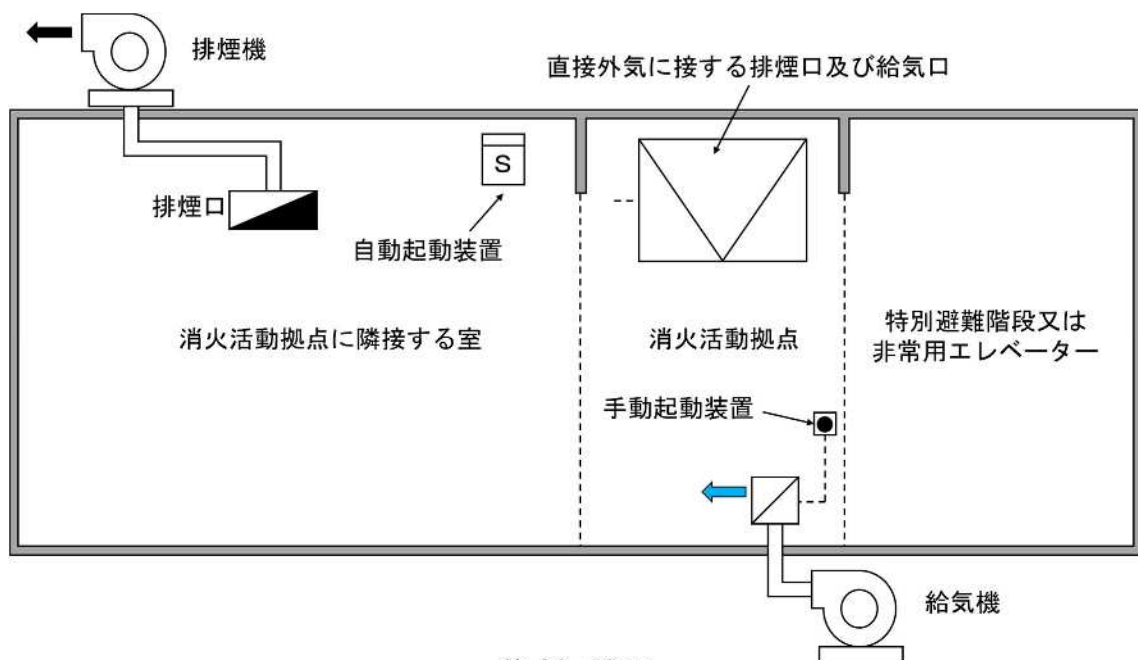 排煙機
直接外気に接する排煙口及び給気口
S
排煙口
自動起動装置
消火活動拠点に隣接する室
消火活動拠点
特別避難階段又は
非常用エレベーター
手動起動装置
給気機